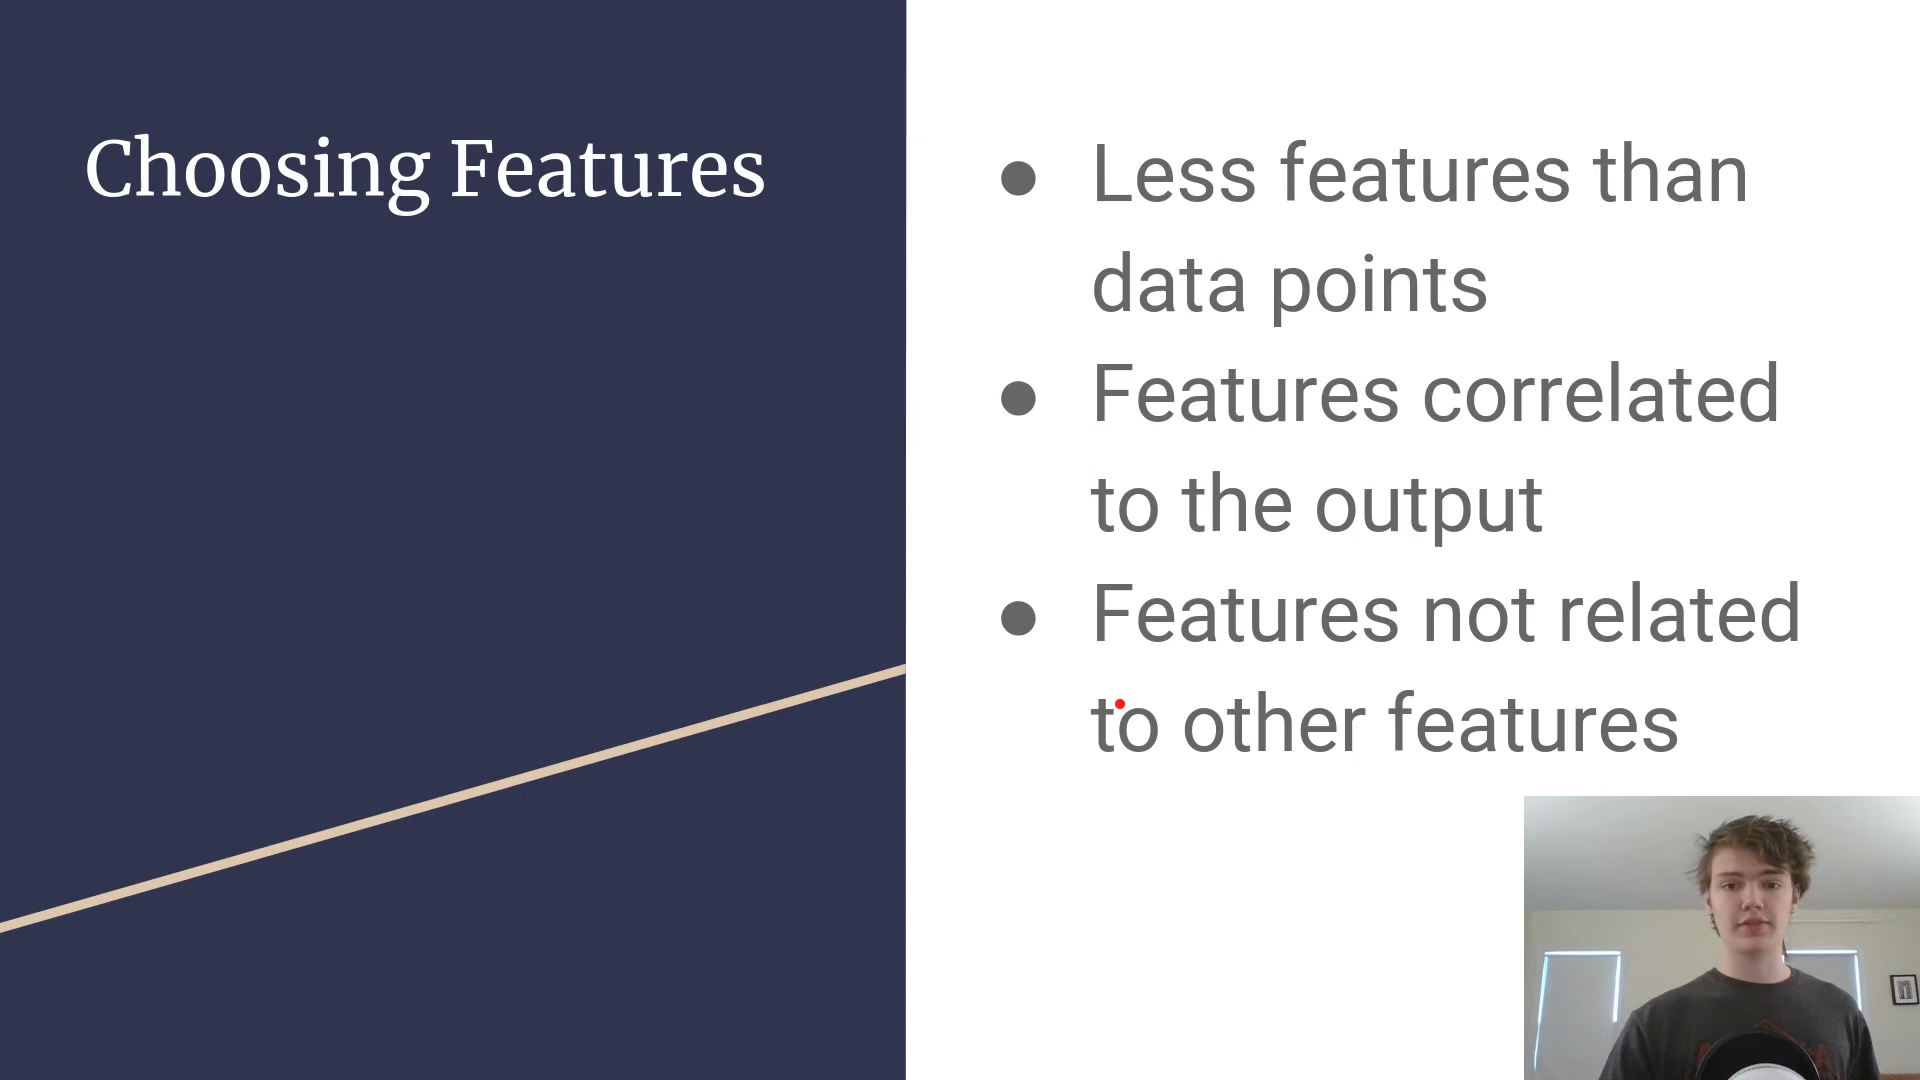 Choosing Features
● Less features than
data points
● Features correlated
to the output
● Features not related
to other features